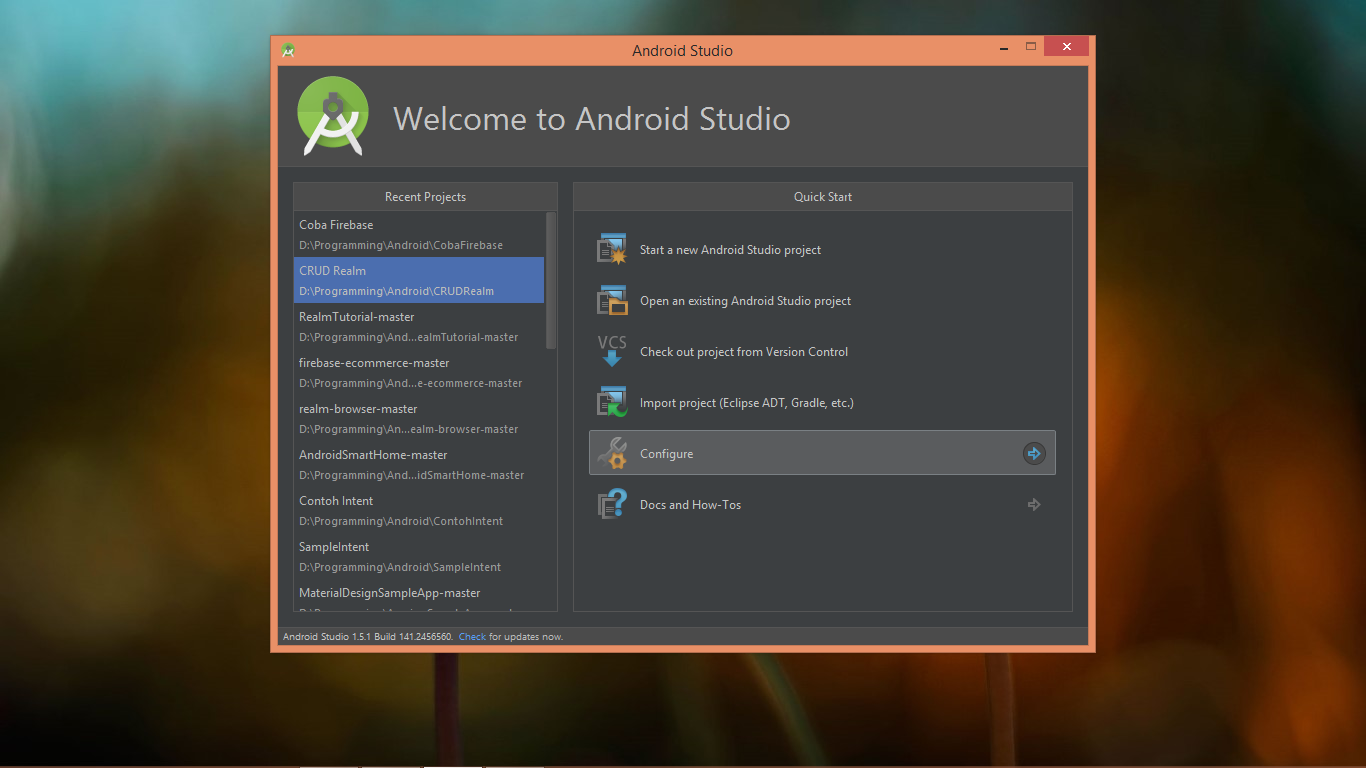 Android Studio
Welcome to Android Studio
Recent Projects
Coba Firebase
D:\Programming\Android\CobaFirebase
CRUD Realm
D:\Programming\Android\CRUDRealm
RealmTutorial-master
D:\Programming\And...ealmTutorial-master
firebase-ecommerce-master
D:\Programming\And...e-ecommerce-master
realm-browser-master
D:\Programming\An...ealm-browser-master
AndroidSmartHome-master
D:\Programming\And...idSmartHome-master
Contoh Intent
D:\Programming\Android\ContohIntent
SampleIntent
D:\Programming\Android\SampleIntent
MaterialDesignSampleApp-master
Quick Start
Start a new Android Studio project
Open an existing Android Studio project
VCS
Check out project from Version Control
Import project (Eclipse ADT, Gradle, etc.)
Configure
Docs and How-Tos
Android Studio 1.5.1 Build 141.2456560. Check for updates now.